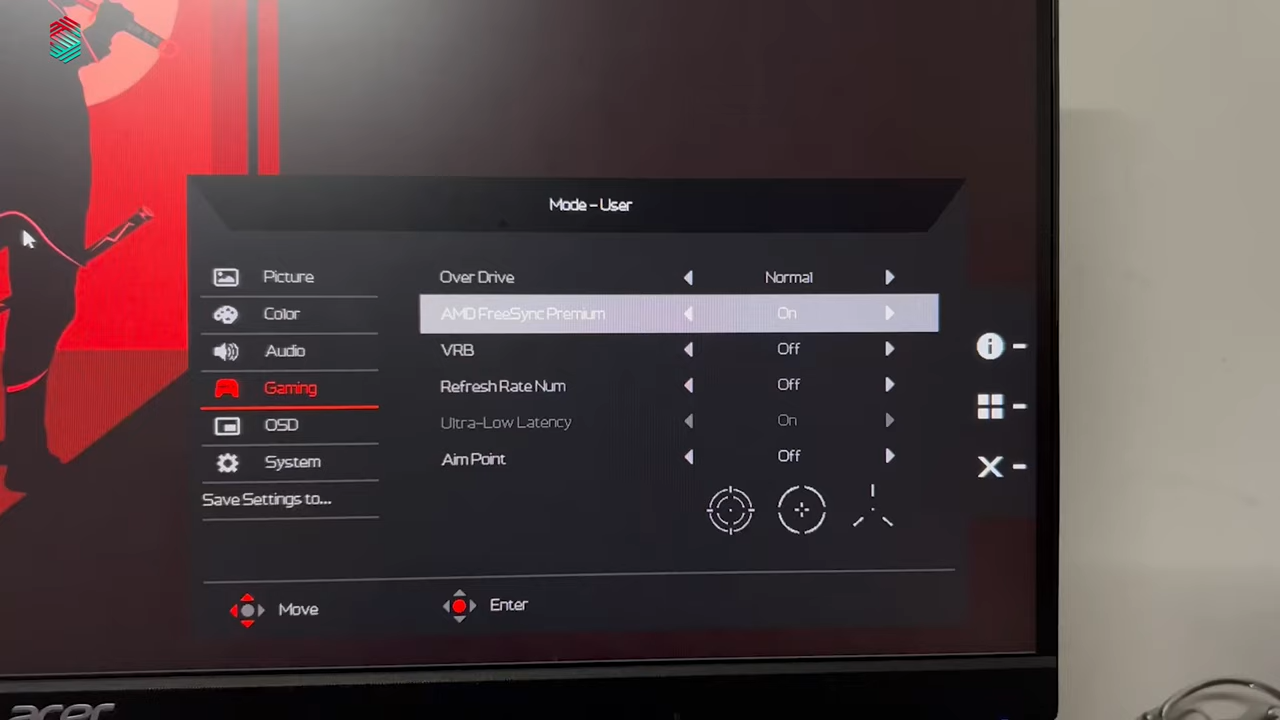 Mode - User
Picture
Color
Audio
Gaming
OSD
System
Save Settings to...
Over Drive Normal
AMD FreeSync Premium On
VRB Off
Refresh Rate Num Off
Ultra-Low Latency On
Aim Point Off
Move
Enter
acer